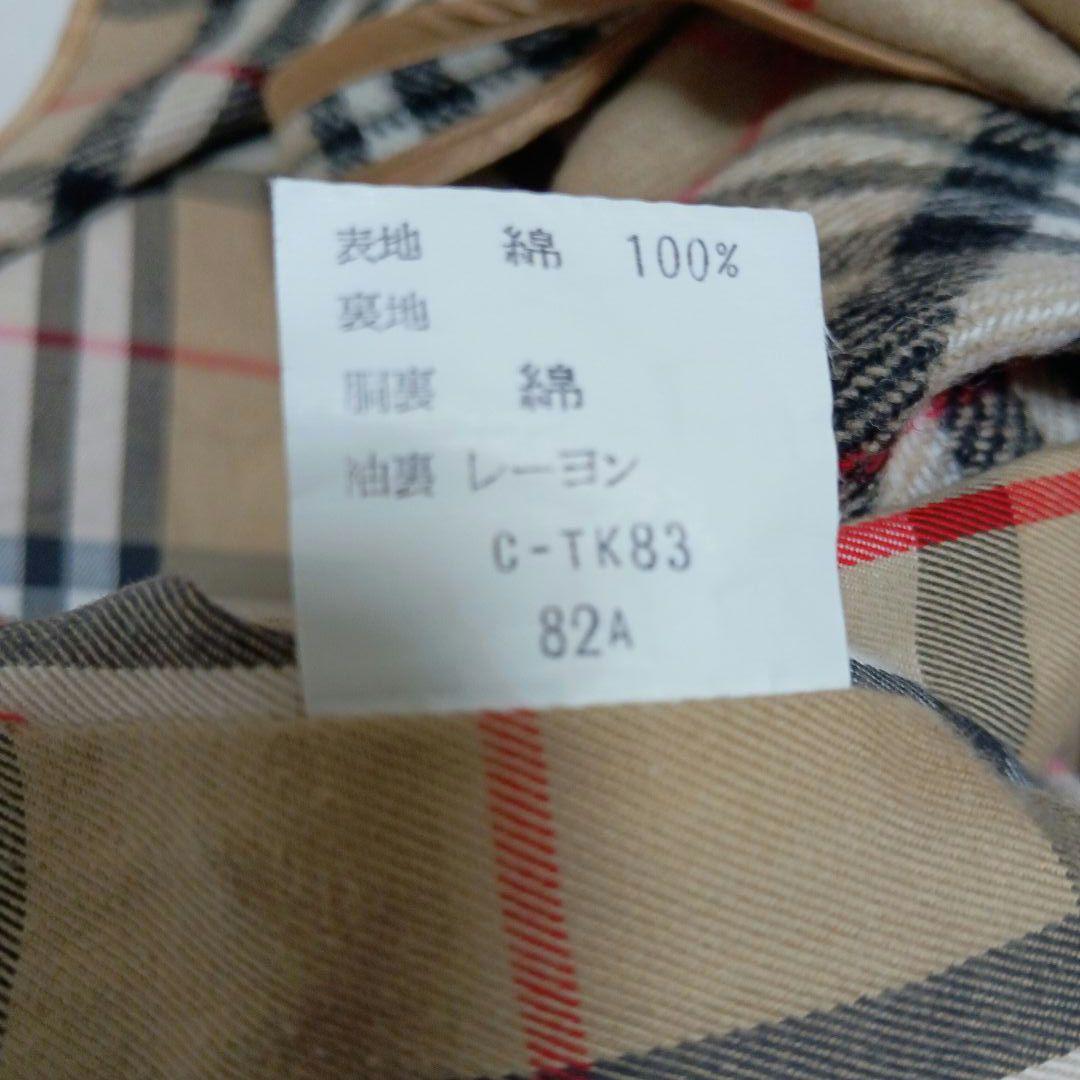 表地 綿 100%
裏地
胴裏 綿
袖裏 レーヨン
C-TK83
82A